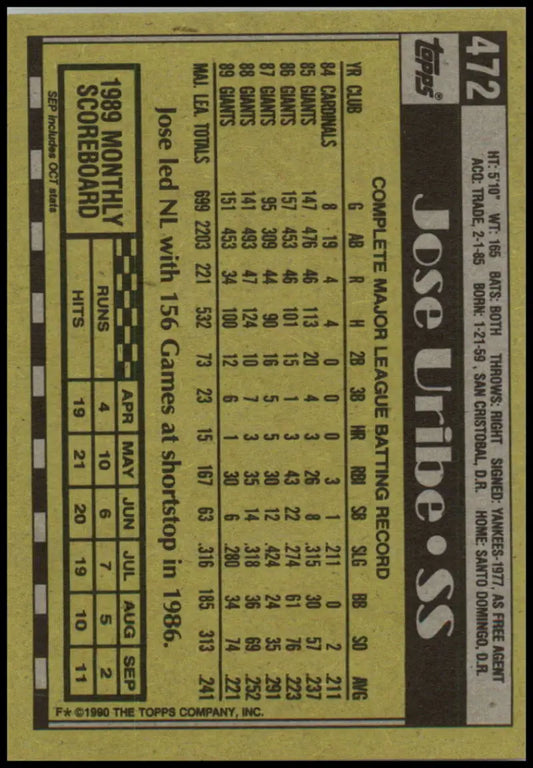 472
HT: 5'10" WT: 165 BATS: BOTH THROWS: RIGHT SIGNED: YANKEES-1977, AS FREE AGENT
ACQ: TRADE, 2-1-85 BORN: 1-21-59, SAN CRISTOBAL, D.R. HOME: SANTO DOMINGO, D.R.
Topps®
Jose Uribe • SS
COMPLETE MAJOR LEAGUE BATTING RECORD
YR CLUB G AB R H 2B 3B HR RBI SB SLG BB SO AVG
84 CARDINALS 8 19 4 4 0 0 0 3 1 .211 0 2 .211
85 GIANTS 147 476 46 113 20 4 3 26 8 .315 30 57 .237
86 GIANTS 157 453 46 101 15 1 3 43 22 .274 61 76 .223
87 GIANTS 95 309 44 90 16 5 5 30 12 .424 24 35 .291
88 GIANTS 141 493 47 124 10 7 3 35 14 .318 36 69 .252
89 GIANTS 151 453 34 100 12 6 1 30 6 .280 34 74 .221
MAJ. LEA. TOTALS 699 2203 221 532 73 23 15 167 63 .316 185 313 .241
Jose led NL with 156 Games at shortstop in 1986.
1989 MONTHLY
SCOREBOARD
APR MAY JUN JUL AUG SEP
RUNS 4 10 6 7 5 2
HITS 19 21 20 19 10 11
SEP includes OCT stats
F* ©1990 THE TOPPS COMPANY, INC.